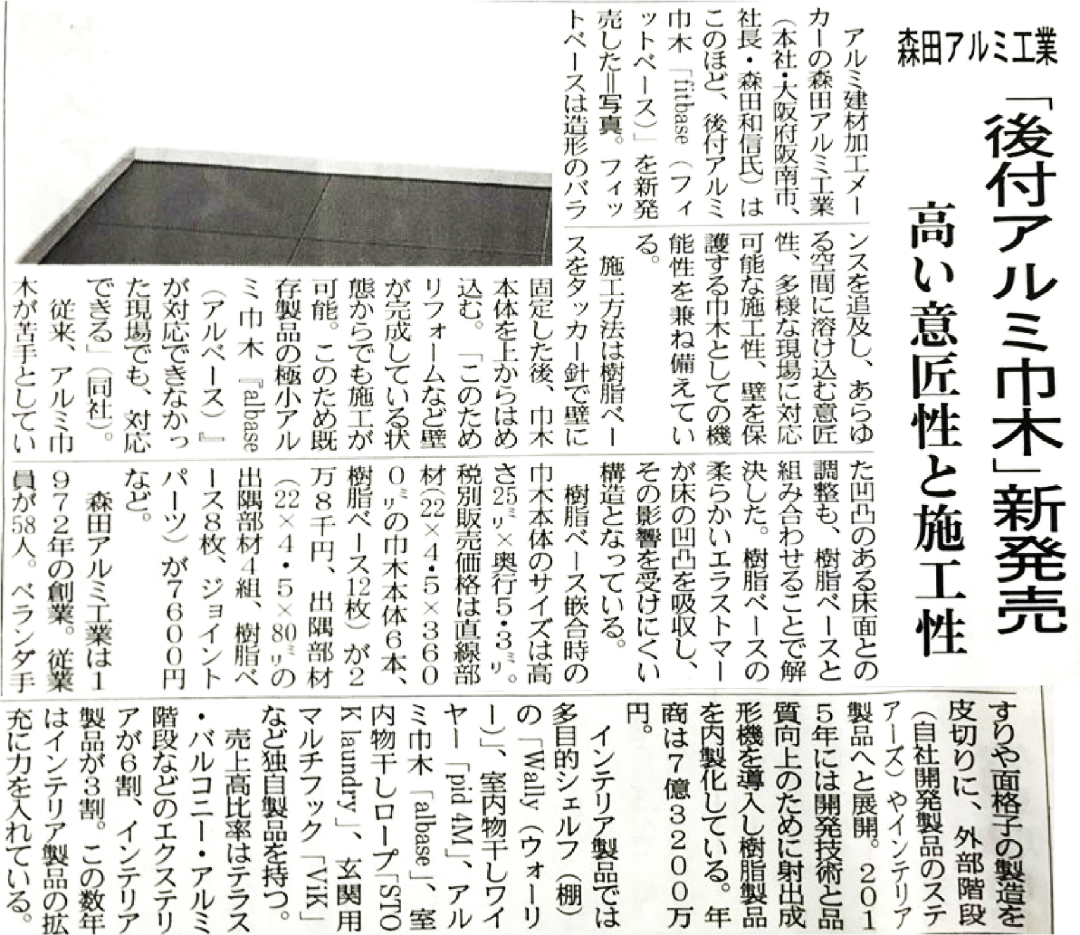 森田アルミ工業
「後付アルミ巾木」新発売
高い意匠性と施工性
アルミ建材加工メー
カーの森田アルミ工業
(本社・大阪府阪南市、
社長・森田和信氏)は
このほど、後付アルミ
巾木「fitbase(フィ
ットベース)」を新発
売した＝写真。フィッ
トベースは造形のバラ
ンスを追及し、あらゆ
る空間に溶け込む意匠
性、多様な現場に対応
可能な施工性、壁を保
護する巾木としての機
能性を兼ね備えてい
る。
施工方法は樹脂ベー
スをタッカー針で壁に
固定した後、巾木
本体を上からはめ
込む。「このため
リフォームなど壁
が完成している状
態からでも施工が
可能。このため既
存製品の極小アル
ミ巾木『albase
(アルベース)』
が対応できなかっ
た現場でも、対応
できる」(同社)。
従来、アルミ巾
木が苦手としてい
た凹凸のある床面との
調整も、樹脂ベースと
組み合わせることで解
決した。樹脂ベースの
柔らかいエラストマー
が床の凹凸を吸収し、
その影響を受けにくい
構造となっている。
樹脂ベース嵌合時の
巾木本体のサイズは高
さ25㍉×奥行5・3㍉。
税別販売価格は直線部
材(22×4・5×360
0㍉の巾木本体6本、
樹脂ベース12枚)が2
万8千円、出隅部材
(22×4・5×80㍉の
出隅部材4組、樹脂ベ
ース8枚、ジョイント
パーツ)が7600円
など。
森田アルミ工業は1
972年の創業。従業
員が58人。ベランダ手
すりや面格子の製造を
皮切りに、外部階段
(自社開発製品のステ
アーズ)やインテリア
製品へと展開。201
5年には開発技術と品
質向上のために射出成
形機を導入し樹脂製品
を内製化している。年
商は7億3200万
円。
インテリア製品では
多目的シェルフ(棚)
の「Wally(ウォーリ
ー)」、室内物干しワイ
ヤー「pid 4M」、アル
ミ巾木「albase」、室
内物干しロープ「STO
K laundry」、玄関用
マルチフック「ViK」
など独自製品を持つ。
売上高比率はテラス
・バルコニー・アルミ
階段などのエクステリ
アが6割、インテリア
製品が3割。この数年
はインテリア製品の拡
充に力を入れている。